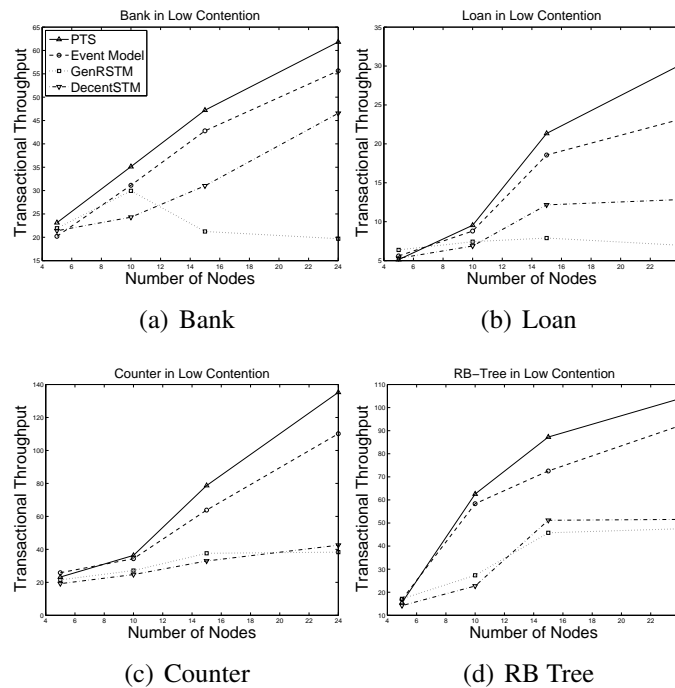 Bank in Low Contention
Transactional Throughput
65
60
55
50
45
40
35
30
25
20
15
PTS
Event Model
GenRSTM
DecentSTM
4 6 8 10 12 14 16 18 20 22 24
Number of Nodes
(a) Bank
Loan in Low Contention
Transactional Throughput
35
30
25
20
15
10
5
4 6 8 10 12 14 16 18 20 22
Number of Nodes
(b) Loan
Counter in Low Contention
Transactional Throughput
140
120
100
80
60
40
20
0
4 6 8 10 12 14 16 18 20 22 24
Number of Nodes
(c) Counter
RB-Tree in Low Contention
Transactional Throughput
110
100
90
80
70
60
50
40
30
20
10
4 6 8 10 12 14 16 18 20 22
Number of Nodes
(d) RB Tree